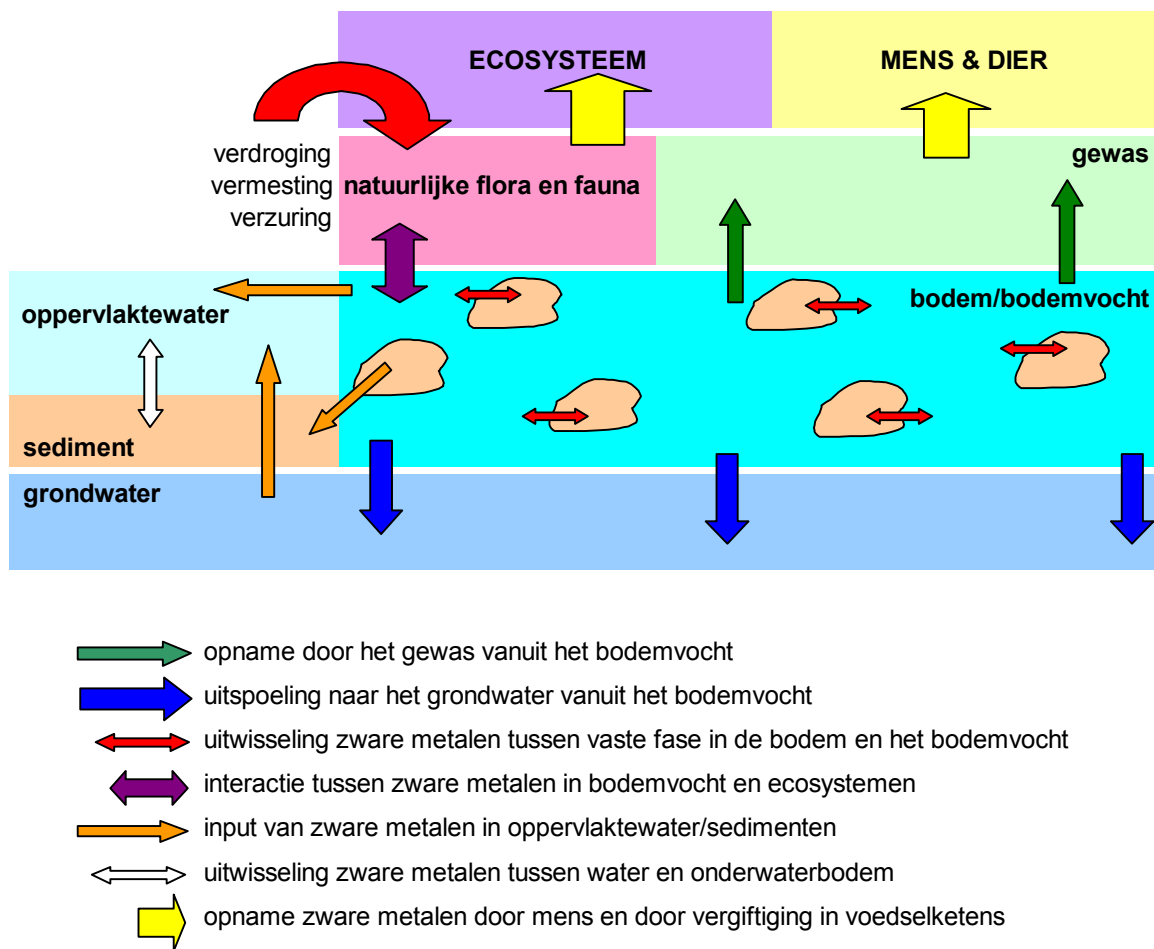 ECOSYSTEEM
MENS & DIER
verdroging
vermesting
verzuring
natuurlijke flora en fauna
gewas
oppervlaktewater
bodem/bodemvocht
sediment
grondwater
opname door het gewas vanuit het bodemvocht
uitspoeling naar het grondwater vanuit het bodemvocht
uitwisseling zware metalen tussen vaste fase in de bodem en het bodemvocht
interactie tussen zware metalen in bodemvocht en ecosystemen
input van zware metalen in oppervlaktewater/sedimenten
uitwisseling zware metalen tussen water en onderwaterbodem
opname zware metalen door mens en door vergiftiging in voedselketens